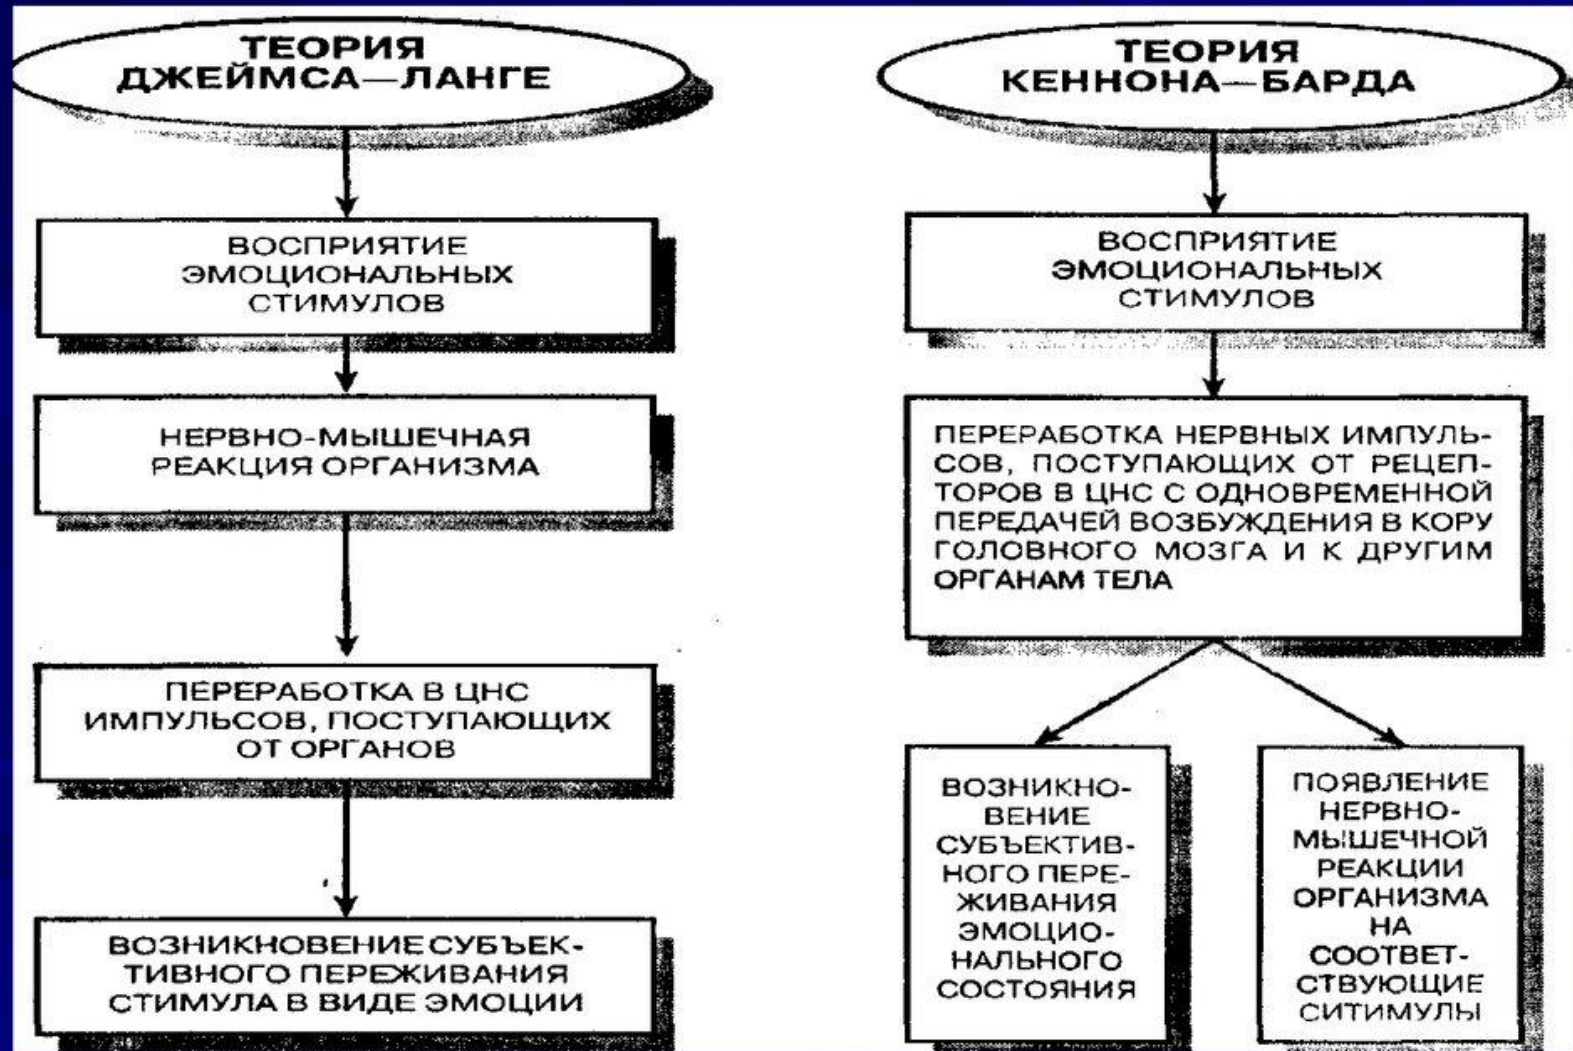 ТЕОРИЯ
ДЖЕЙМСА—ЛАНГЕ
ВОСПРИЯТИЕ
ЭМОЦИОНАЛЬНЫХ
СТИМУЛОВ
НЕРВНО-МЫШЕЧНАЯ
РЕАКЦИЯ ОРГАНИЗМА
ПЕРЕРАБОТКА В ЦНС
ИМПУЛЬСОВ, ПОСТУПАЮЩИХ
ОТ ОРГАНОВ
ВОЗНИКНОВЕНИЕ СУБЪЕК-
ТИВНОГО ПЕРЕЖИВАНИЯ
СТИМУЛА В ВИДЕ ЭМОЦИИ
ТЕОРИЯ
КЕННОНА—БАРДА
ВОСПРИЯТИЕ
ЭМОЦИОНАЛЬНЫХ
СТИМУЛОВ
ПЕРЕРАБОТКА НЕРВНЫХ ИМПУЛЬ-
СОВ, ПОСТУПАЮЩИХ ОТ РЕЦЕП-
ТОРОВ В ЦНС С ОДНОВРЕМЕННОЙ
ПЕРЕДАЧЕЙ ВОЗБУЖДЕНИЯ В КОРУ
ГОЛОВНОГО МОЗГА И К ДРУГИМ
ОРГАНАМ ТЕЛА
ВОЗНИКНО-
ВЕНИЕ
СУБЪЕКТИВ-
НОГО ПЕРЕ-
ЖИВАНИЯ
ЭМОЦИО-
НАЛЬНОГО
СОСТОЯНИЯ
ПОЯВЛЕНИЕ
НЕРВНО-
МЫШЕЧНОЙ
РЕАКЦИИ
ОРГАНИЗМА
НА
СООТВЕТ-
СТВУЮЩИЕ
СИТИМУЛЫ